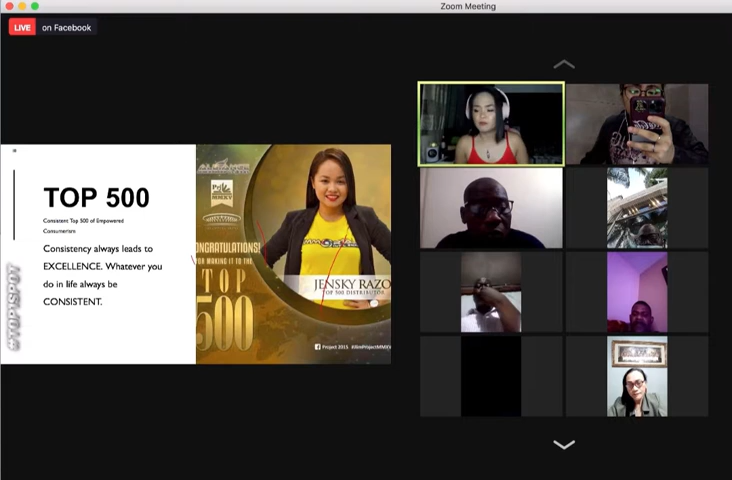 Zoom Meeting
LIVE on Facebook
TOP 500
Consistent Top 500 of Empowered
Consumerism
Consistency always leads to
EXCELLENCE. Whatever you
do in life always be
CONSISTENT.
#TOP1SPOT
ONGRATULATIONS!
FOR MAKING IT TO THE
TOP
500
JENSKY RAZO
TOP 500 DISTRIBUTOR
Project 2015